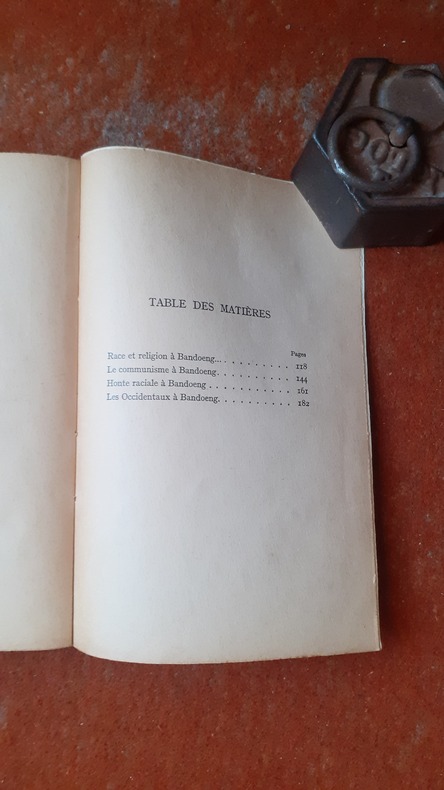 TABLE DES MATIÈRES
Pages
Race et religion à Bandoeng... . . . . . . . . . 118
Le communisme à Bandoeng. . . . . . . . . . 144
Honte raciale à Bandoeng . . . . . . . . . . 161
Les Occidentaux à Bandoeng. . . . . . . . . . 182